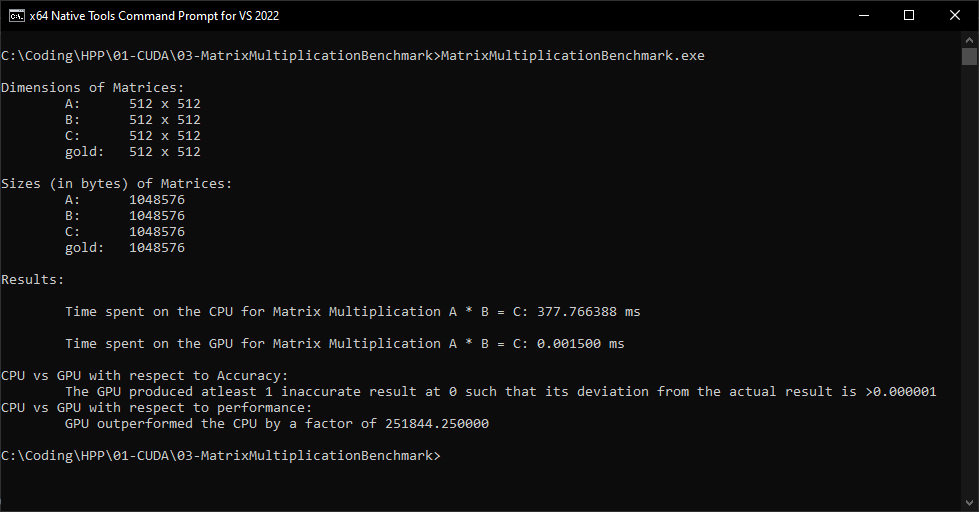 x64 Native Tools Command Prompt for VS 2022
C:\Coding\HPP\01-CUDA\03-MatrixMultiplicationBenchmark>MatrixMultiplicationBenchmark.exe
Dimensions of Matrices:
A: 512 x 512
B: 512 x 512
C: 512 x 512
gold: 512 x 512
Sizes (in bytes) of Matrices:
A: 1048576
B: 1048576
C: 1048576
gold: 1048576
Results:
Time spent on the CPU for Matrix Multiplication A * B = C: 377.766388 ms
Time spent on the GPU for Matrix Multiplication A * B = C: 0.001500 ms
CPU vs GPU with respect to Accuracy:
The GPU produced atleast 1 inaccurate result at 0 such that its deviation from the actual result is >0.000001
CPU vs GPU with respect to performance:
GPU outperformed the CPU by a factor of 251844.250000
C:\Coding\HPP\01-CUDA\03-MatrixMultiplicationBenchmark>